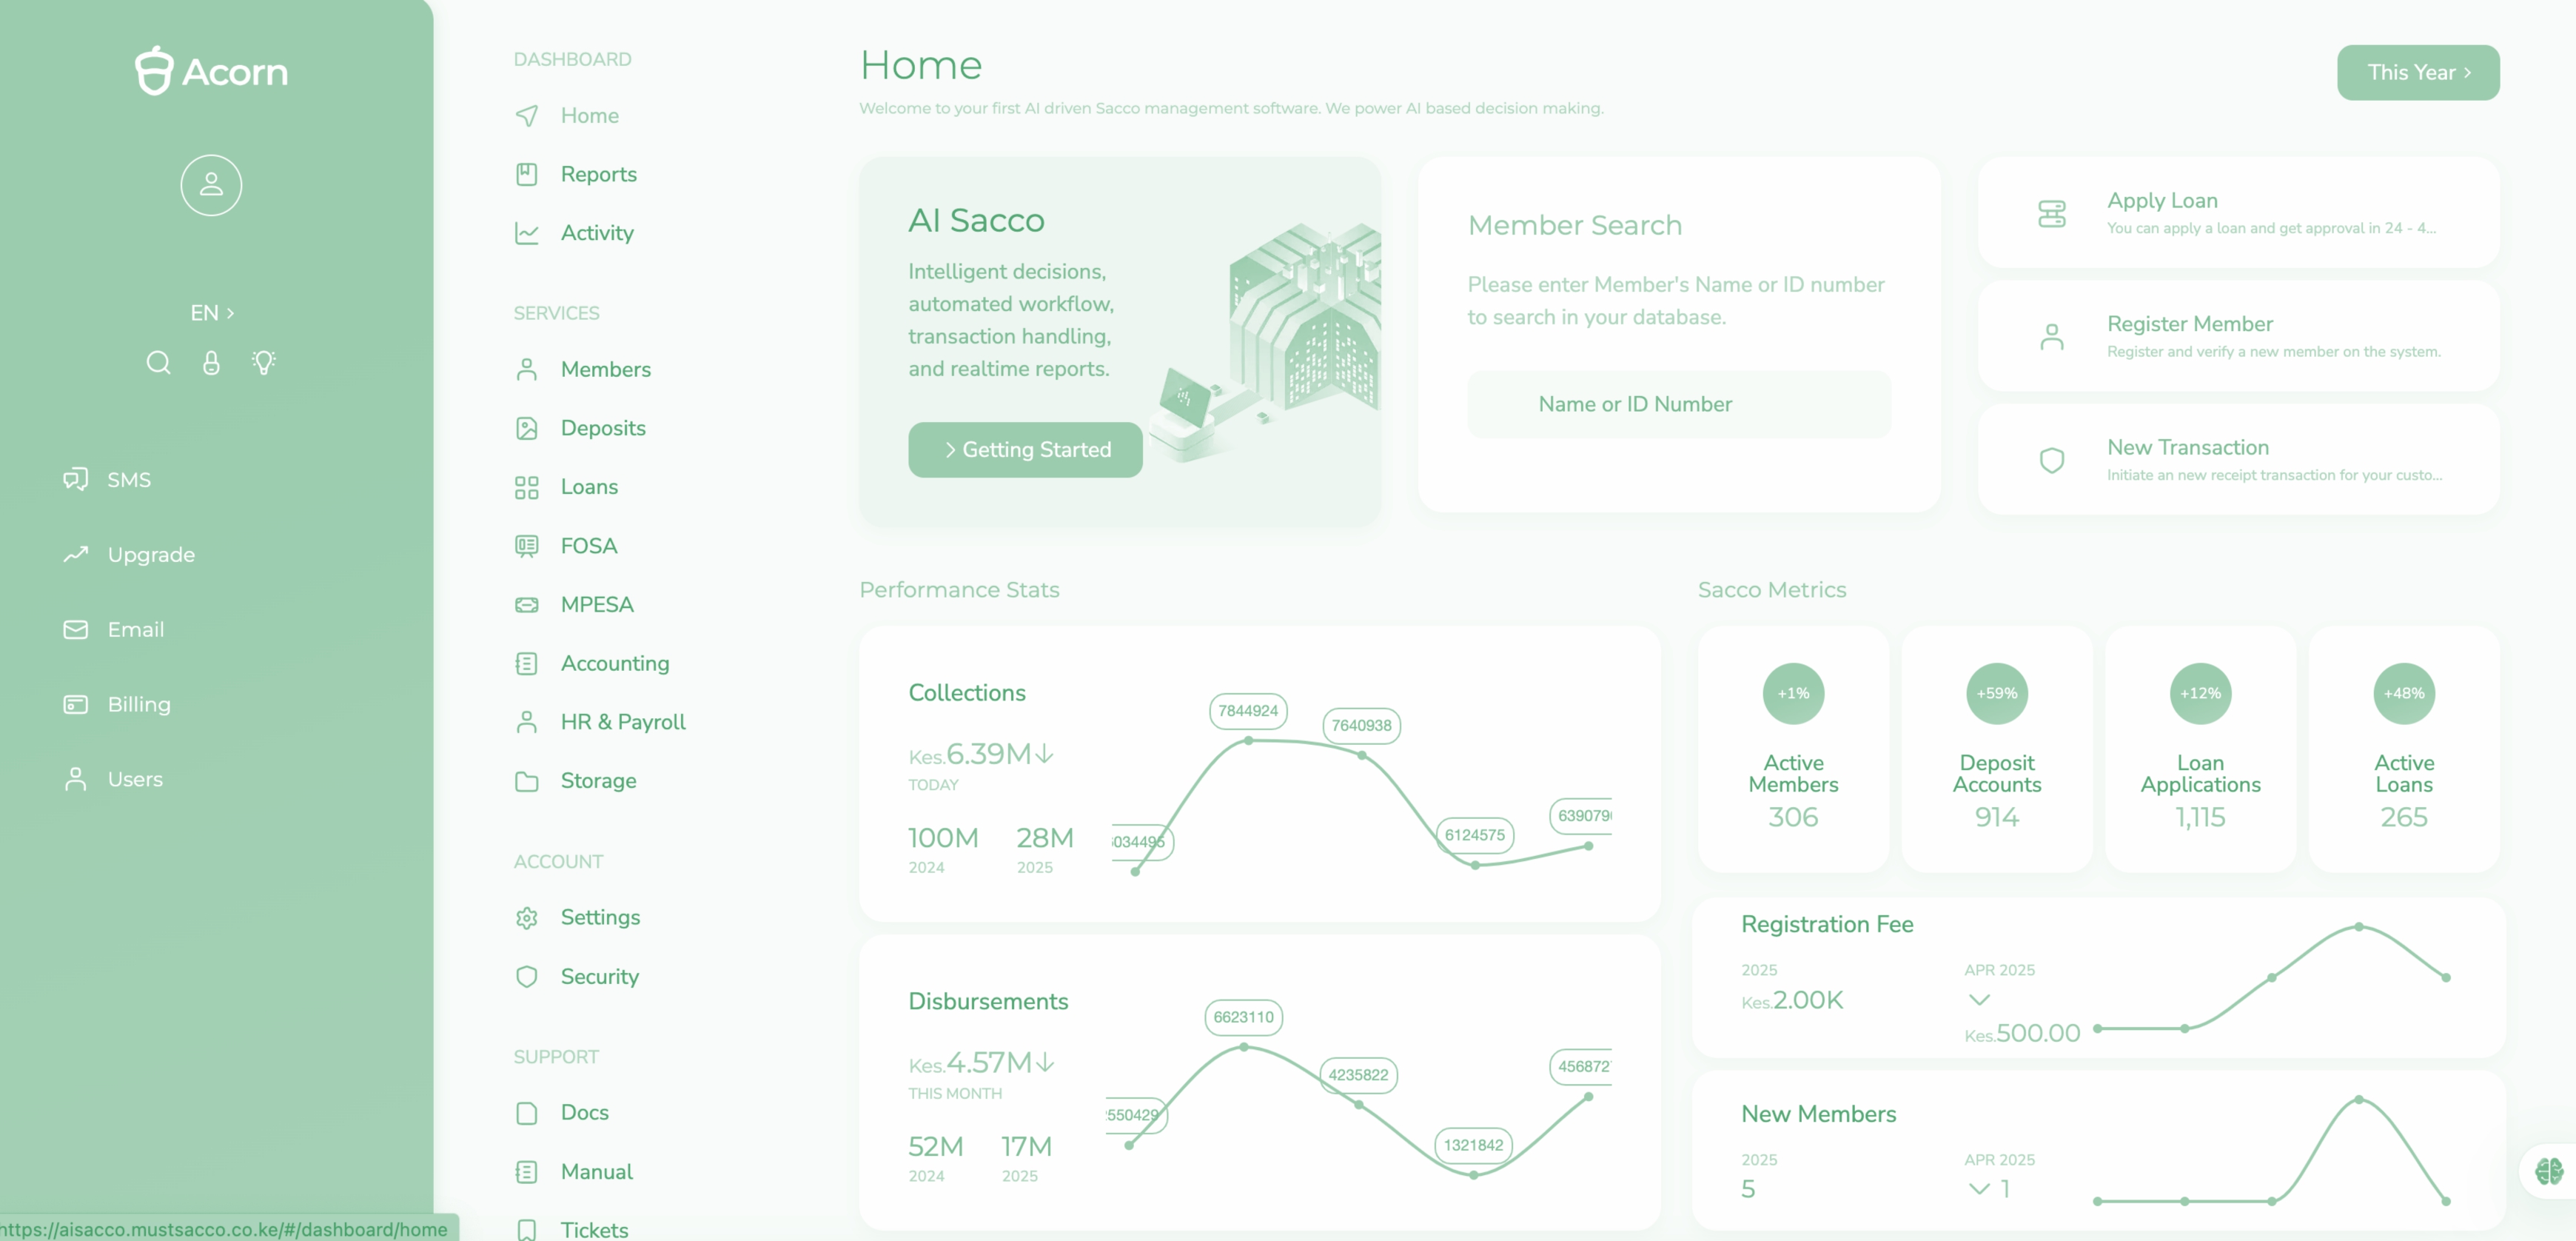 Acorn
EN
SMS
Upgrade
Email
Billing
Users
https://aisacco.mustsacco.co.ke/#/dashboard/home
DASHBOARD
Home
Reports
Activity
SERVICES
Members
Deposits
Loans
FOSA
MPESA
Accounting
HR & Payroll
Storage
ACCOUNT
Settings
Security
SUPPORT
Docs
Manual
Tickets
Home
Welcome to your first AI driven Sacco management software. We power AI based decision making.
This Year
AI Sacco
Intelligent decisions,
automated workflow,
transaction handling,
and realtime reports.
Getting Started
Member Search
Please enter Member's Name or ID number
to search in your database.
Name or ID Number
Apply Loan
You can apply a loan and get approval in 24 - 4...
Register Member
Register and verify a new member on the system.
New Transaction
Initiate an new receipt transaction for your custo...
Performance Stats
Collections
Kes.6.39M
TODAY
100M 28M
2024 2025
7844924
7640938
034495
6124575
639079
Disbursements
Kes.4.57M
THIS MONTH
52M 17M
2024 2025
6623110
4235822
550429
1321842
456872
Sacco Metrics
+1%
Active
Members
306
+59%
Deposit
Accounts
914
+12%
Loan
Applications
1,115
+48%
Active
Loans
265
Registration Fee
2025
Kes.2.00K
APR 2025
Kes.500.00
New Members
2025
5
APR 2025
1